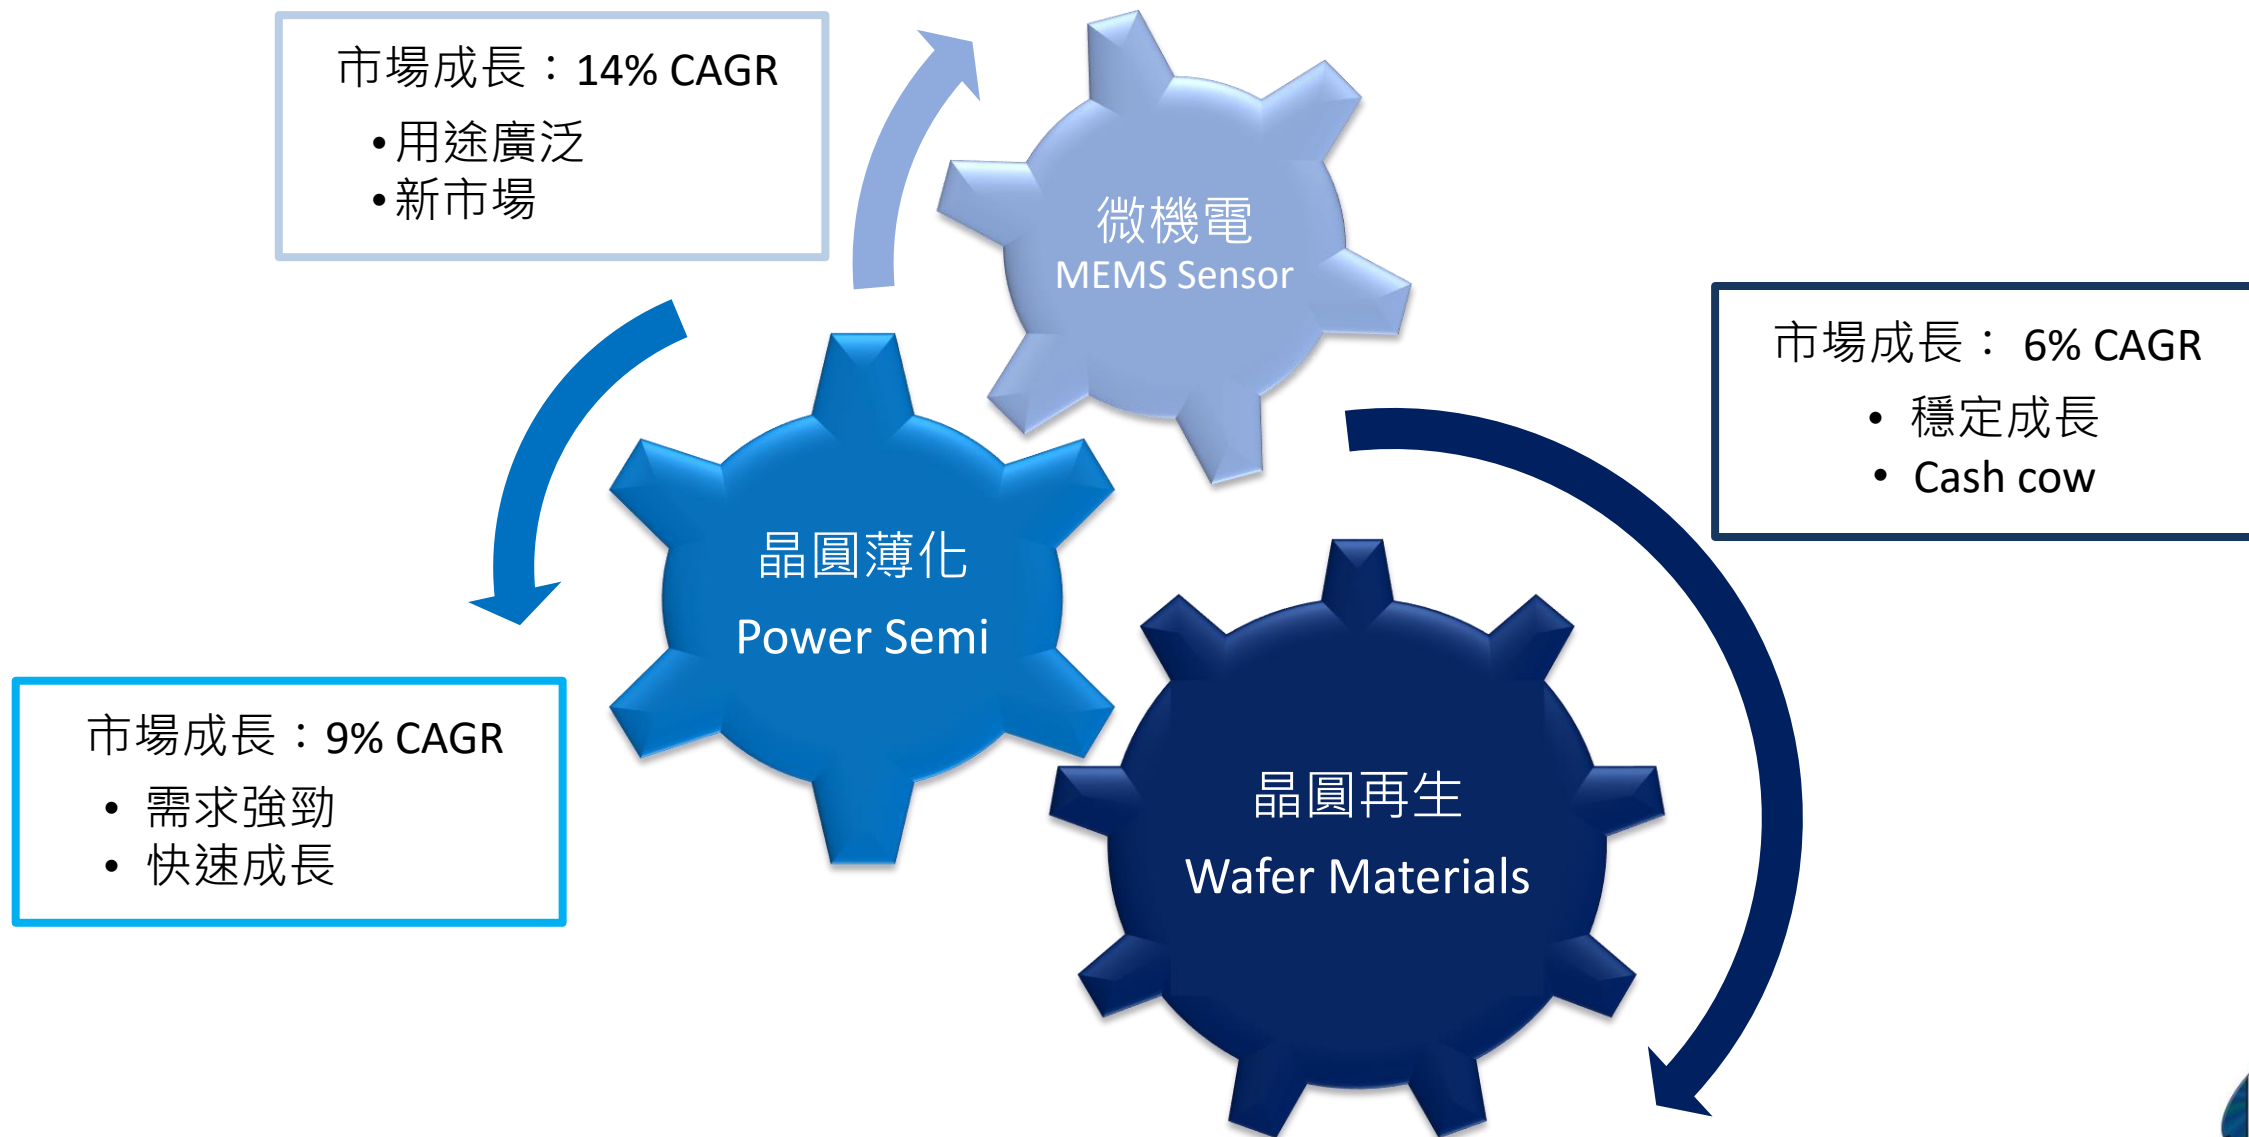 市場成長：14% CAGR
•用途廣泛
•新市場
微機電
MEMS Sensor
市場成長： 6% CAGR
• 穩定成長
• Cash cow
晶圓薄化
Power Semi
市場成長：9% CAGR
• 需求強勁
• 快速成長
晶圓再生
Wafer Materials